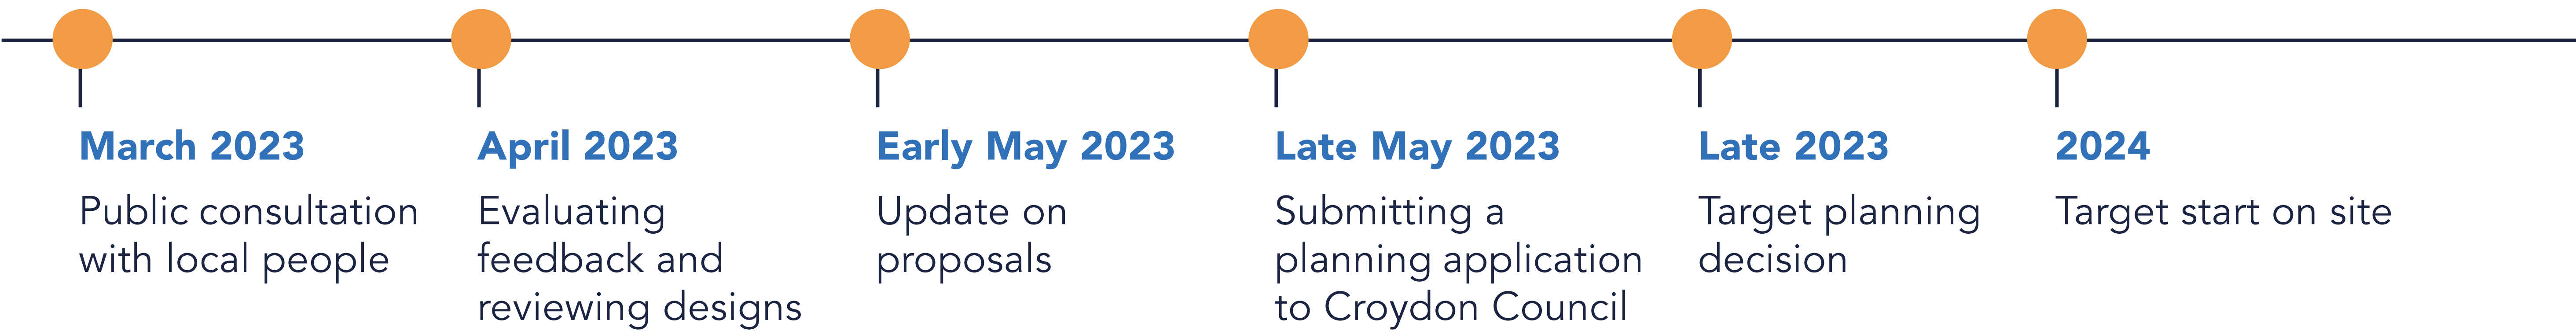 March 2023
Public consultation
with local people
April 2023
Evaluating
feedback and
reviewing designs
Early May 2023
Update on
proposals
Late May 2023
Submitting a
planning application
to Croydon Council
Late 2023
Target planning
decision
2024
Target start on site